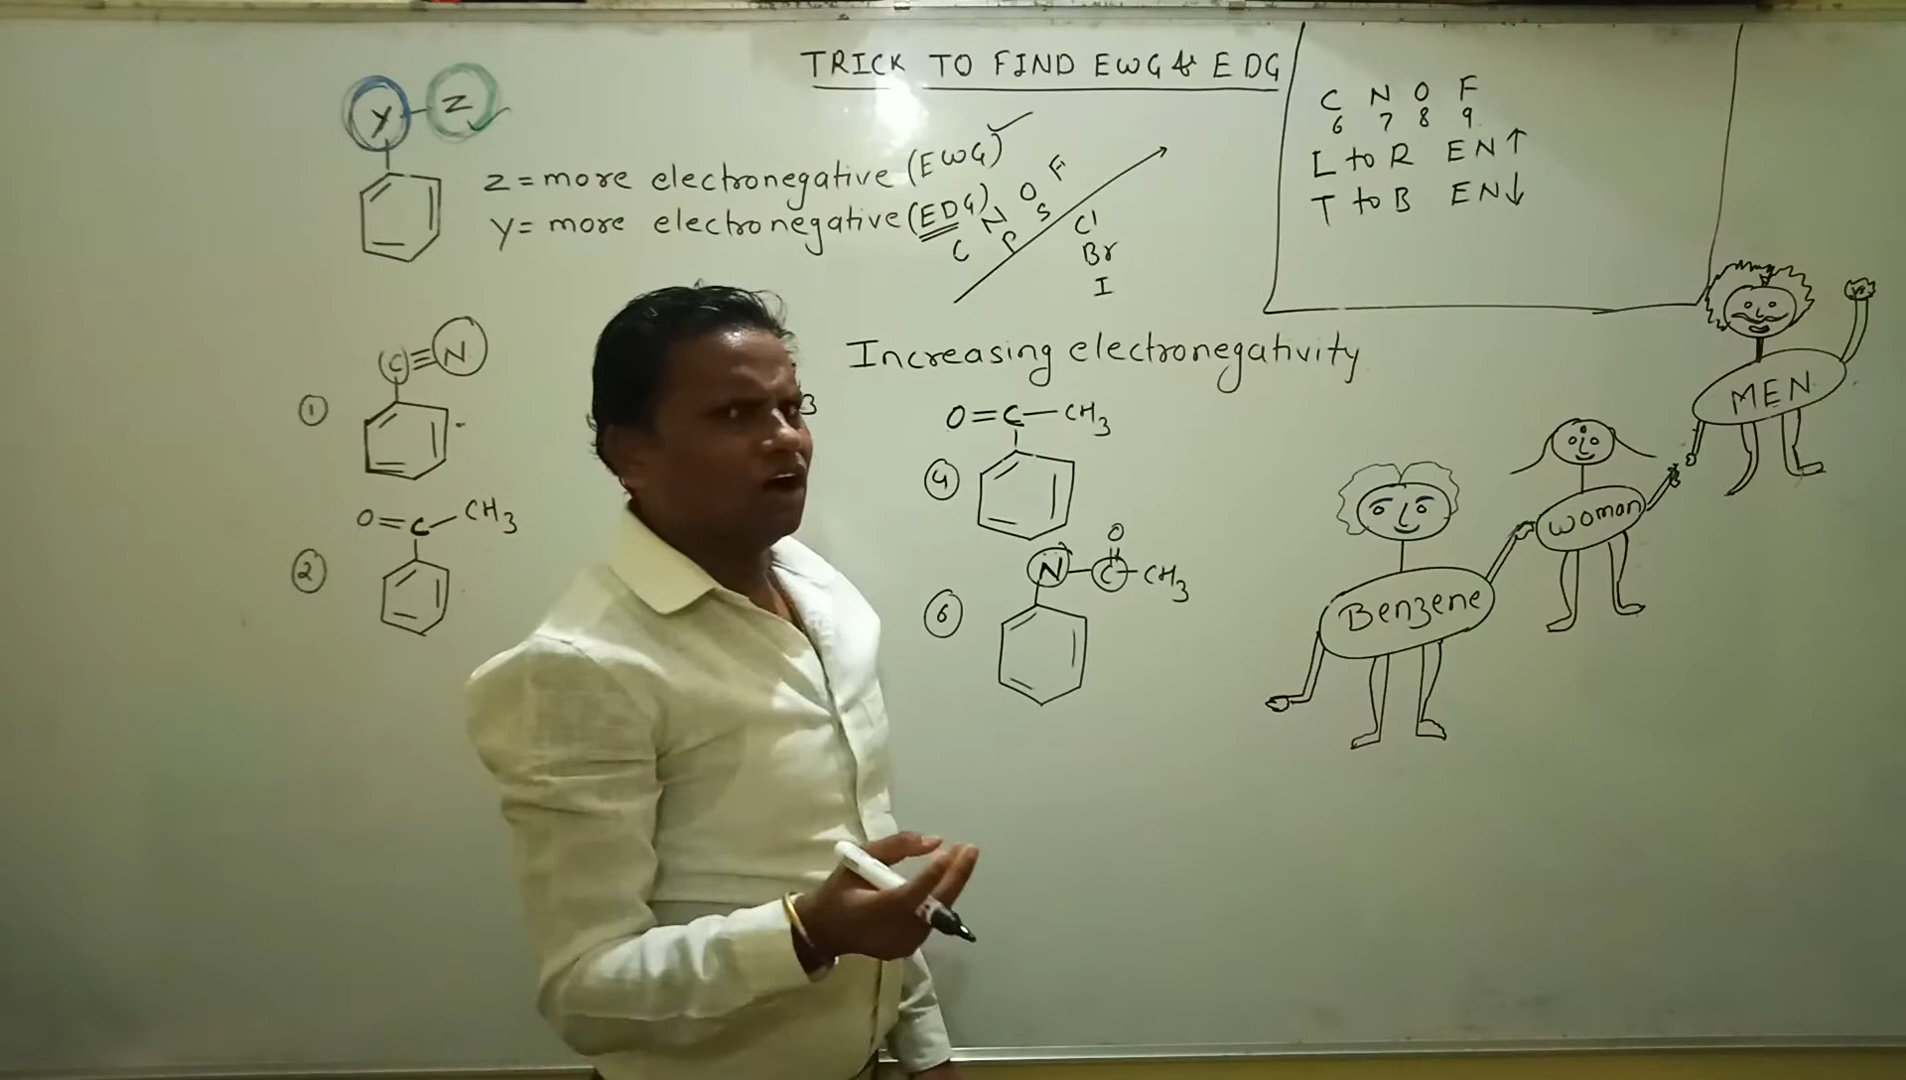 TRICK TO FIND EWG & EDG
Y - Z
Z = more electronegative (EWG)
Y = more electronegative (EDG)
C N O F
P S Cl
Br
I
C N O F
6 7 8 9
L to R EN↑
T to B EN↓
Increasing electronegativity
① C≡N
② O=C-CH3
3
④ O=C-CH3
⑥ N-C-CH3
O
Benzene
woman
MEN